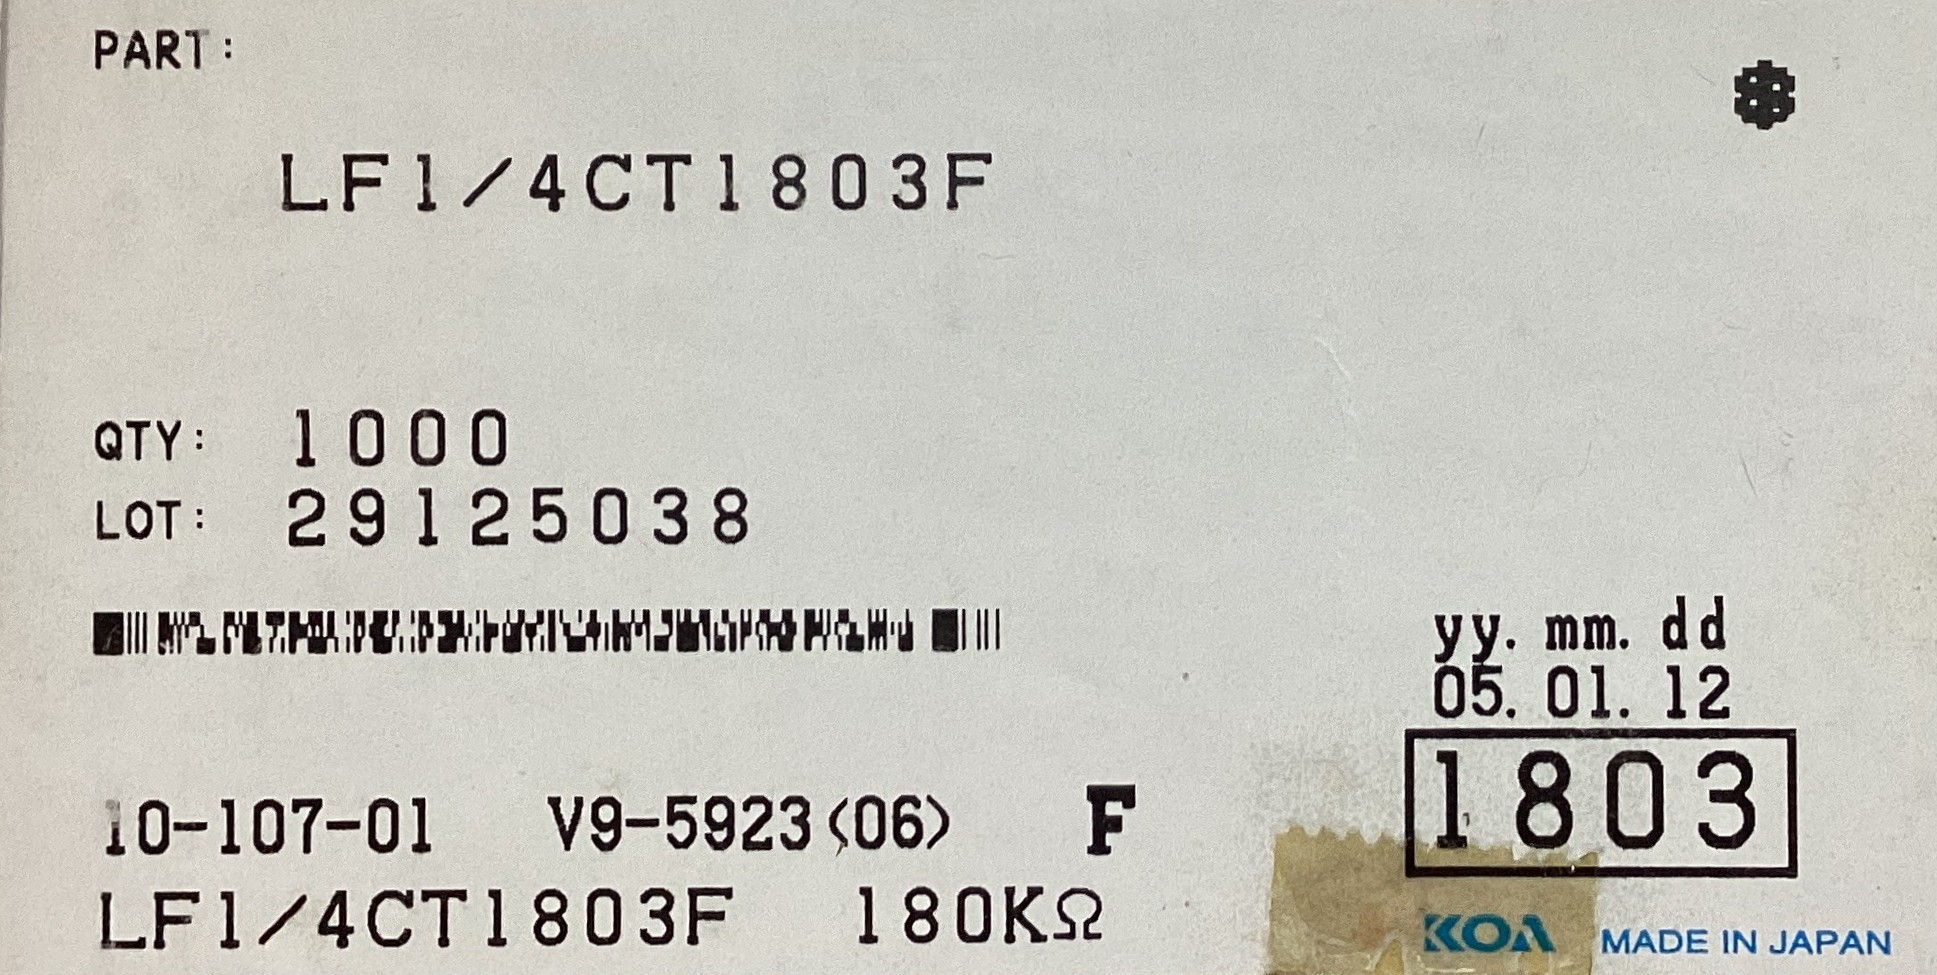 PART:
LF1/4CT1803F
QTY: 1000
LOT: 29125038
yy. mm. dd
05. 01. 12
1803
10-107-01 V9-5923<06> F
LF1/4CT1803F 180KΩ
KOA MADE IN JAPAN